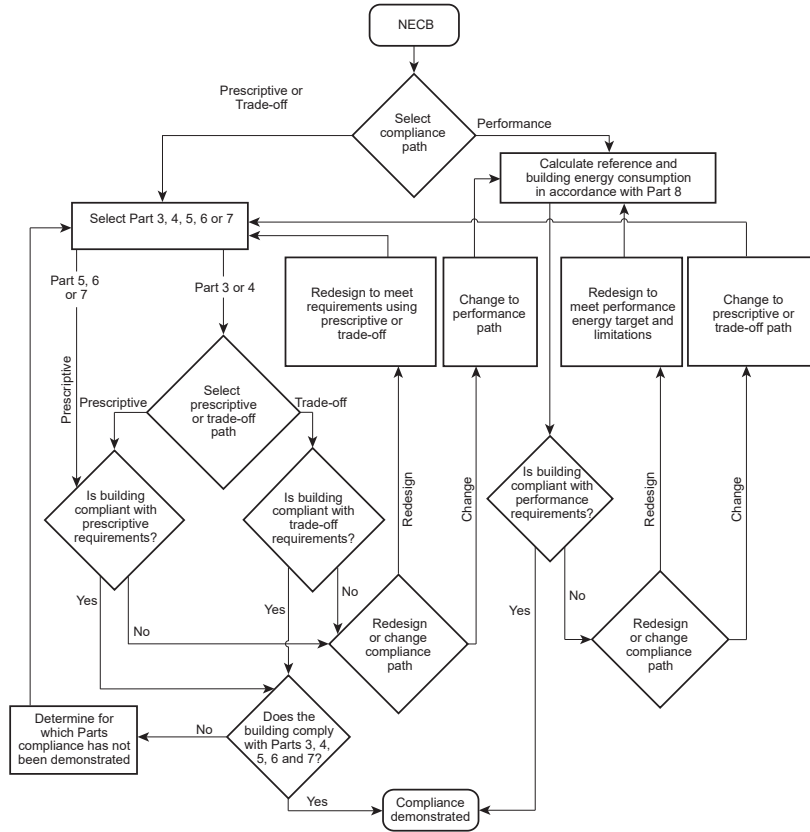 NECB
Prescriptive or
Trade-off
Select
compliance
path
Performance
Calculate reference and
building energy consumption
in accordance with Part 8
Select Part 3, 4, 5, 6 or 7
Part 5, 6
or 7
Part 3 or 4
Redesign to meet
requirements using
prescriptive or
trade-off
Change to
performance
path
Redesign to
meet performance
energy target and
limitations
Change to
prescriptive or
trade-off path
Prescriptive
Prescriptive
Select
prescriptive
or trade-off
path
Trade-off
Is building
compliant with
prescriptive
requirements?
Is building
compliant with
trade-off
requirements?
Redesign
Change
Is building
compliant with
performance
requirements?
Redesign
Change
Yes
No
Yes
No
Redesign
or change
compliance
path
Yes
No
Redesign
or change
compliance
path
Determine for
which Parts
compliance has not
been demonstrated
No
Does the
building comply
with Parts 3, 4,
5, 6 and 7?
Yes
Compliance
demonstrated